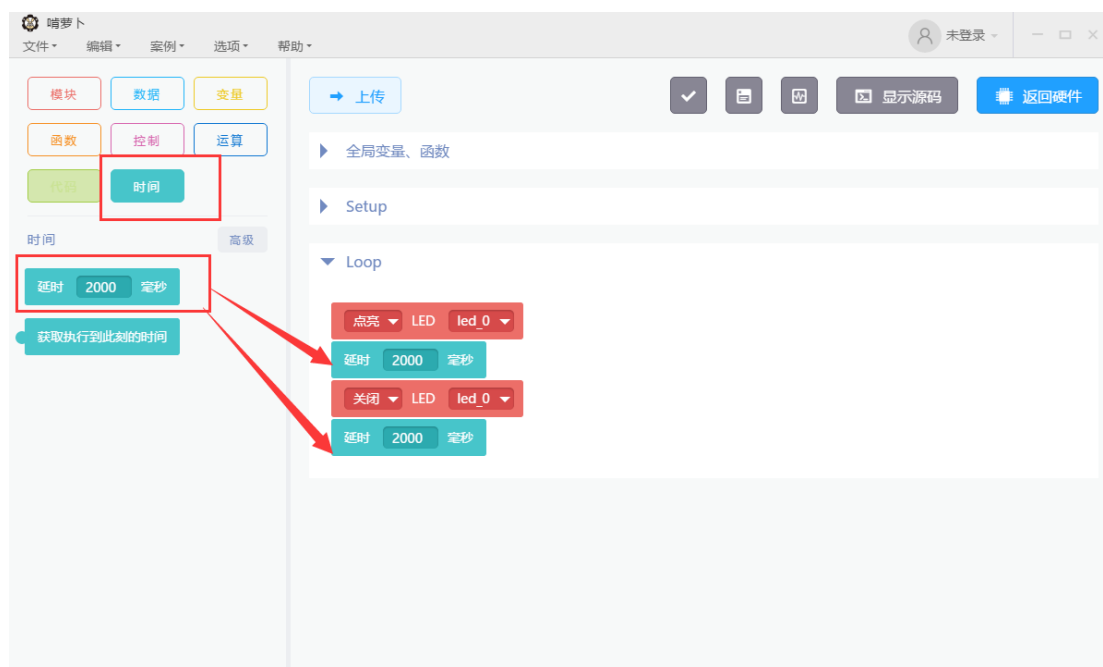 啃萝卜
文件 编辑 案例 选项 帮助
未登录
模块 数据 变量
函数 控制 运算
代码 时间
时间 高级
延时 2000 毫秒
获取执行到此刻的时间
上传
显示源码
返回硬件
全局变量、函数
Setup
Loop
点亮 LED led_0
延时 2000 毫秒
关闭 LED led_0
延时 2000 毫秒